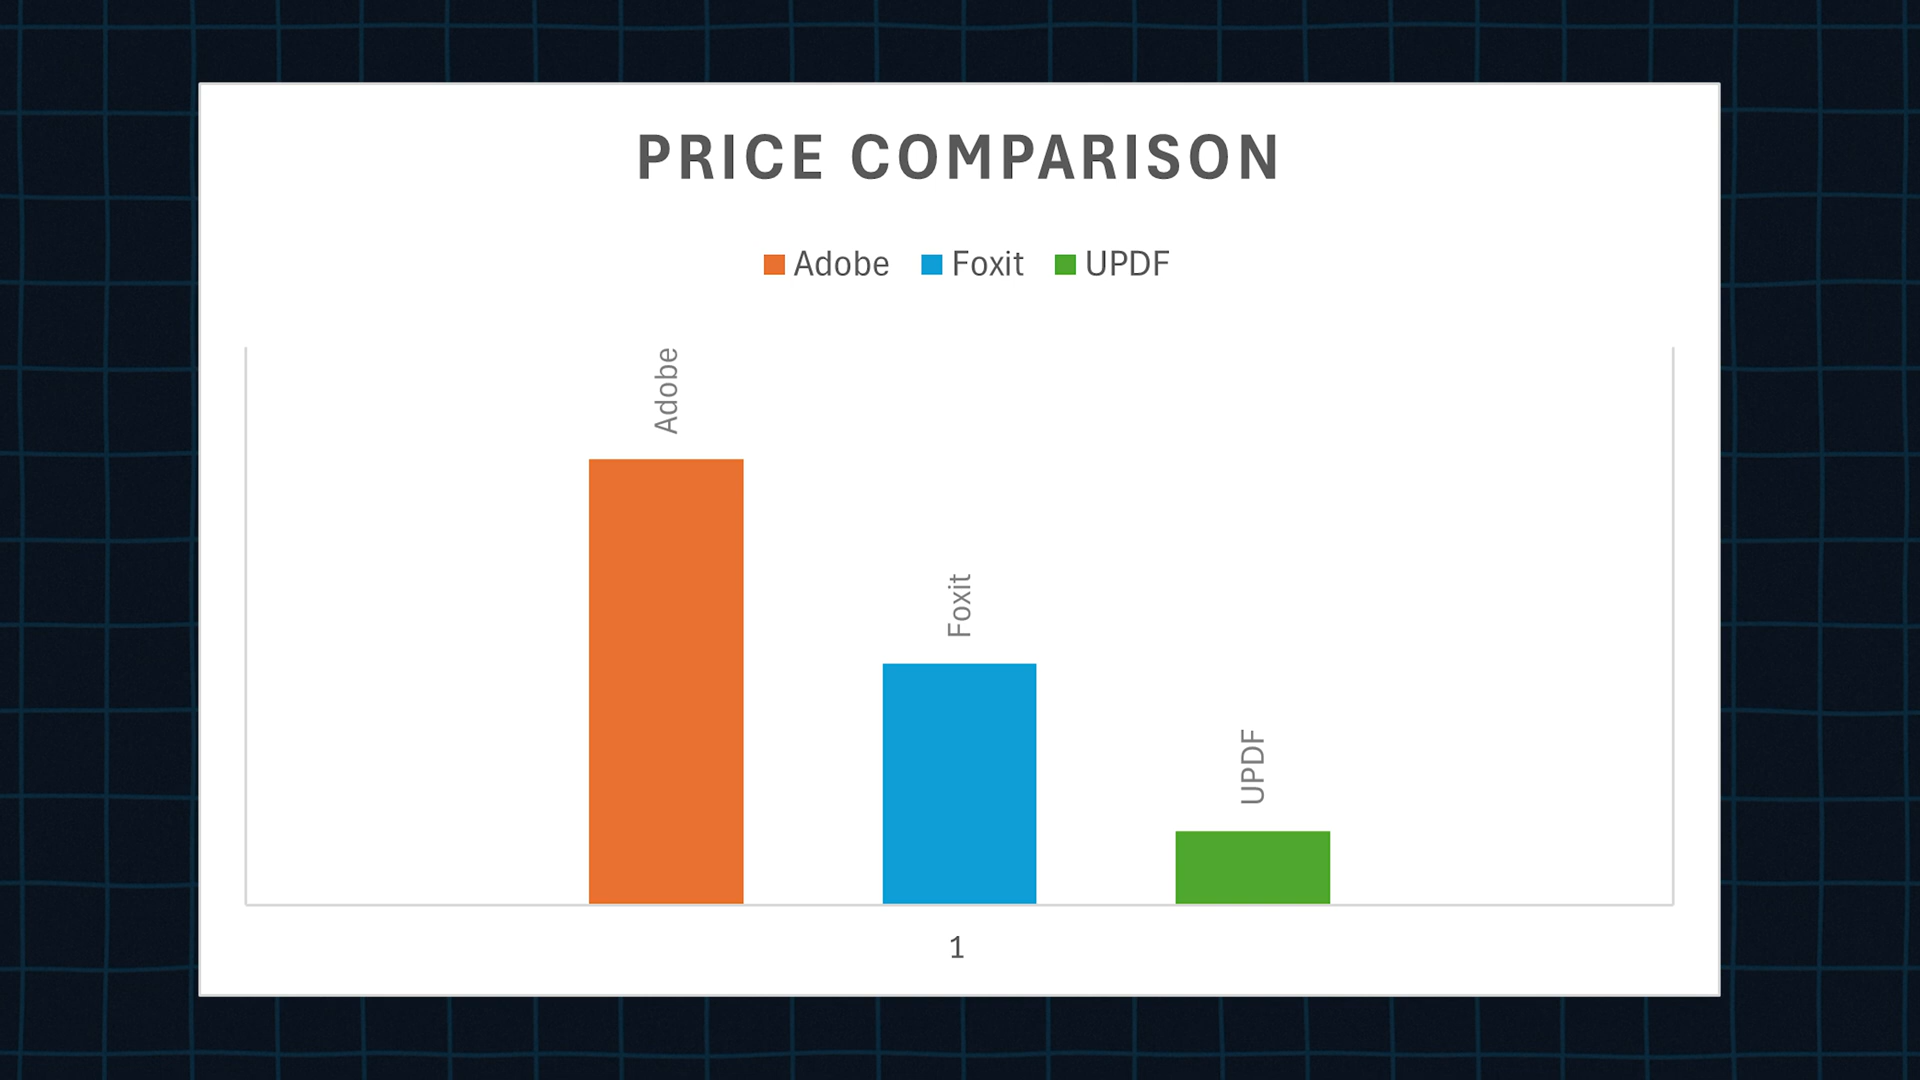 PRICE COMPARISON
Adobe Foxit UPDF
Adobe
Foxit
UPDF
1